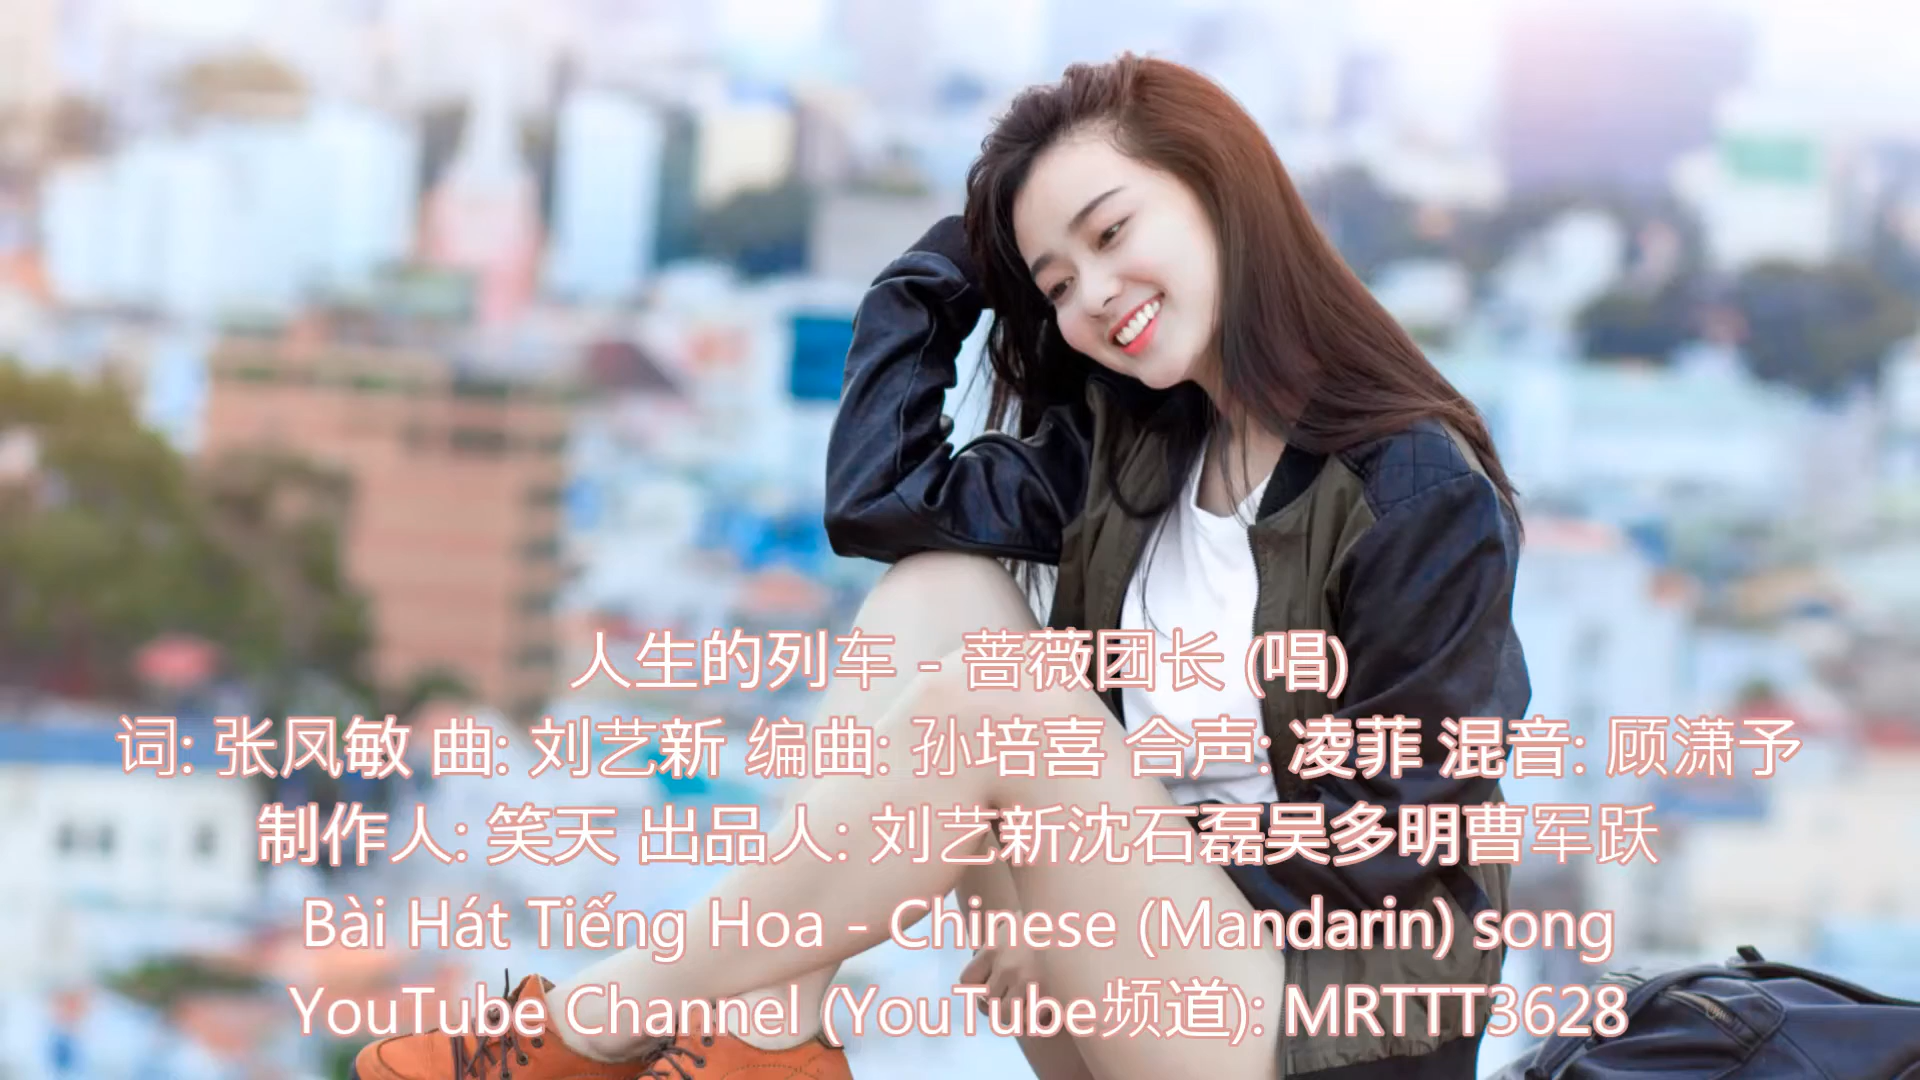 人生的列车 - 蔷薇团长 (唱)
词: 张凤敏 曲: 刘艺新 编曲: 孙培喜 合声: 凌菲 混音: 顾潇予
制作人: 笑天 出品人: 刘艺新沈石磊吴多明曹军跃
Bài Hát Tiếng Hoa - Chinese (Mandarin) song
YouTube Channel (YouTube频道): MRTTT3628